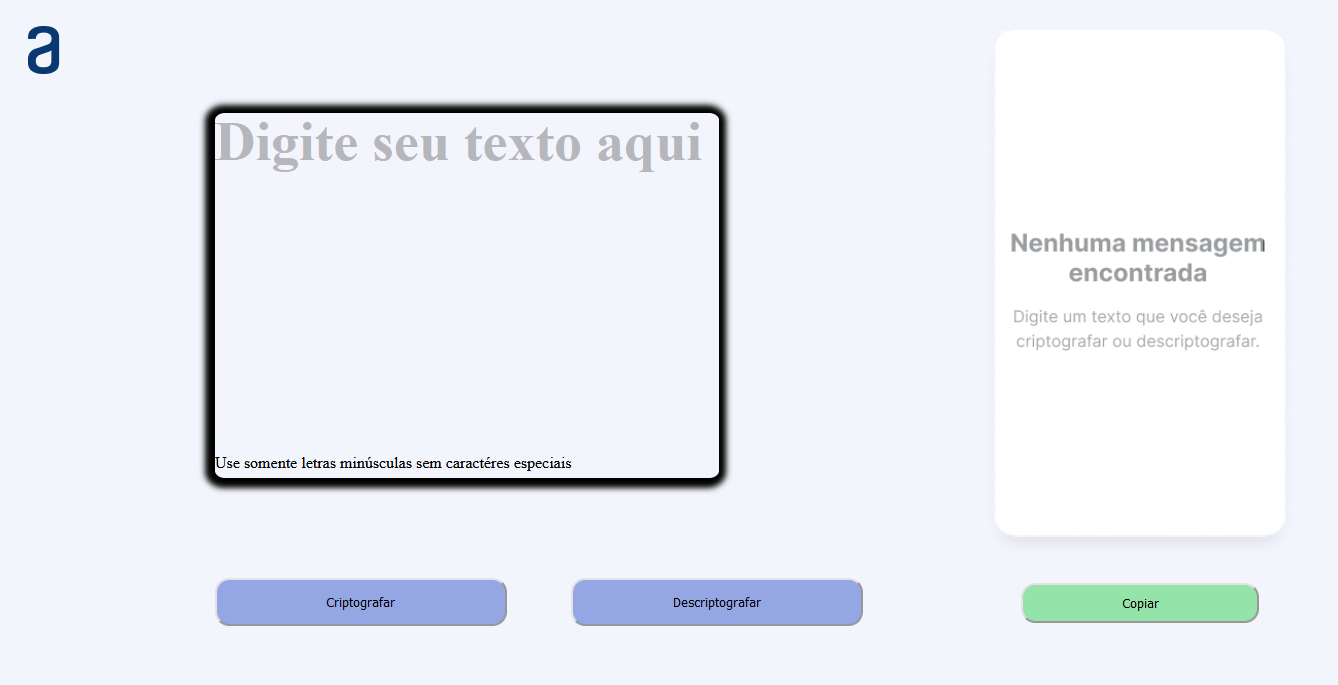 a
Digite seu texto aqui
Use somente letras minúsculas sem caractéres especiais
Nenhuma mensagem
encontrada
Digite um texto que você deseja
criptografar ou descriptografar.
Criptografar
Descriptografar
Copiar